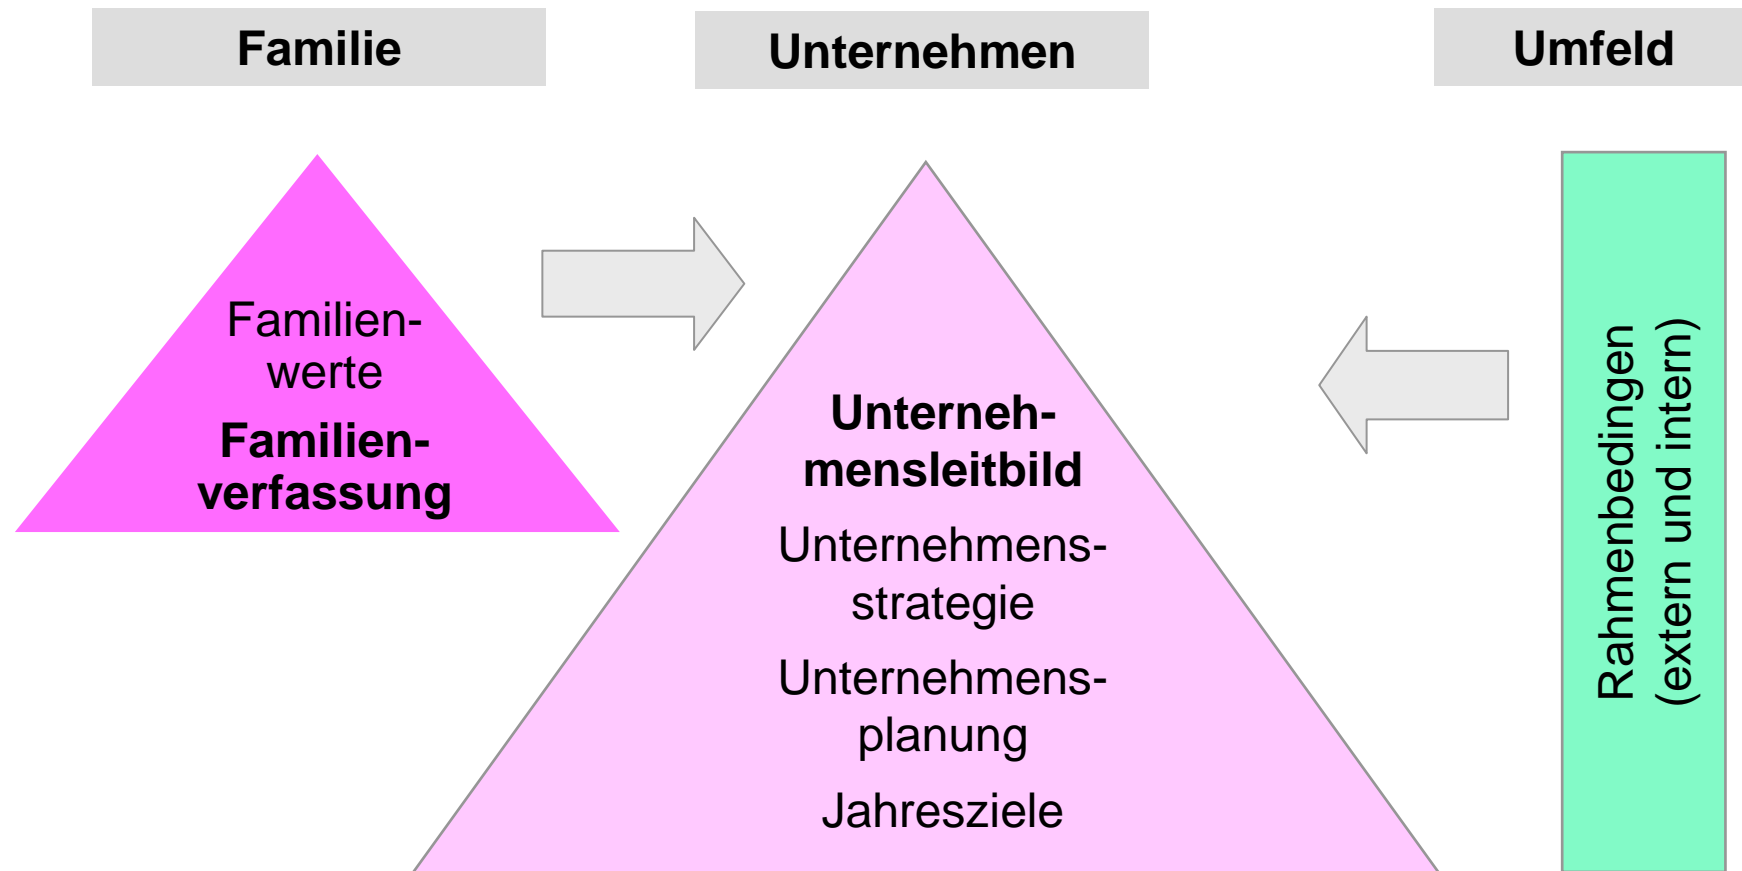 Familie
Unternehmen
Umfeld
Familien-
werte
Familien-
verfassung
Unterneh-
mensleitbild
Unternehmens-
strategie
Unternehmens-
planung
Jahresziele
Rahmenbedingen
(extern und intern)